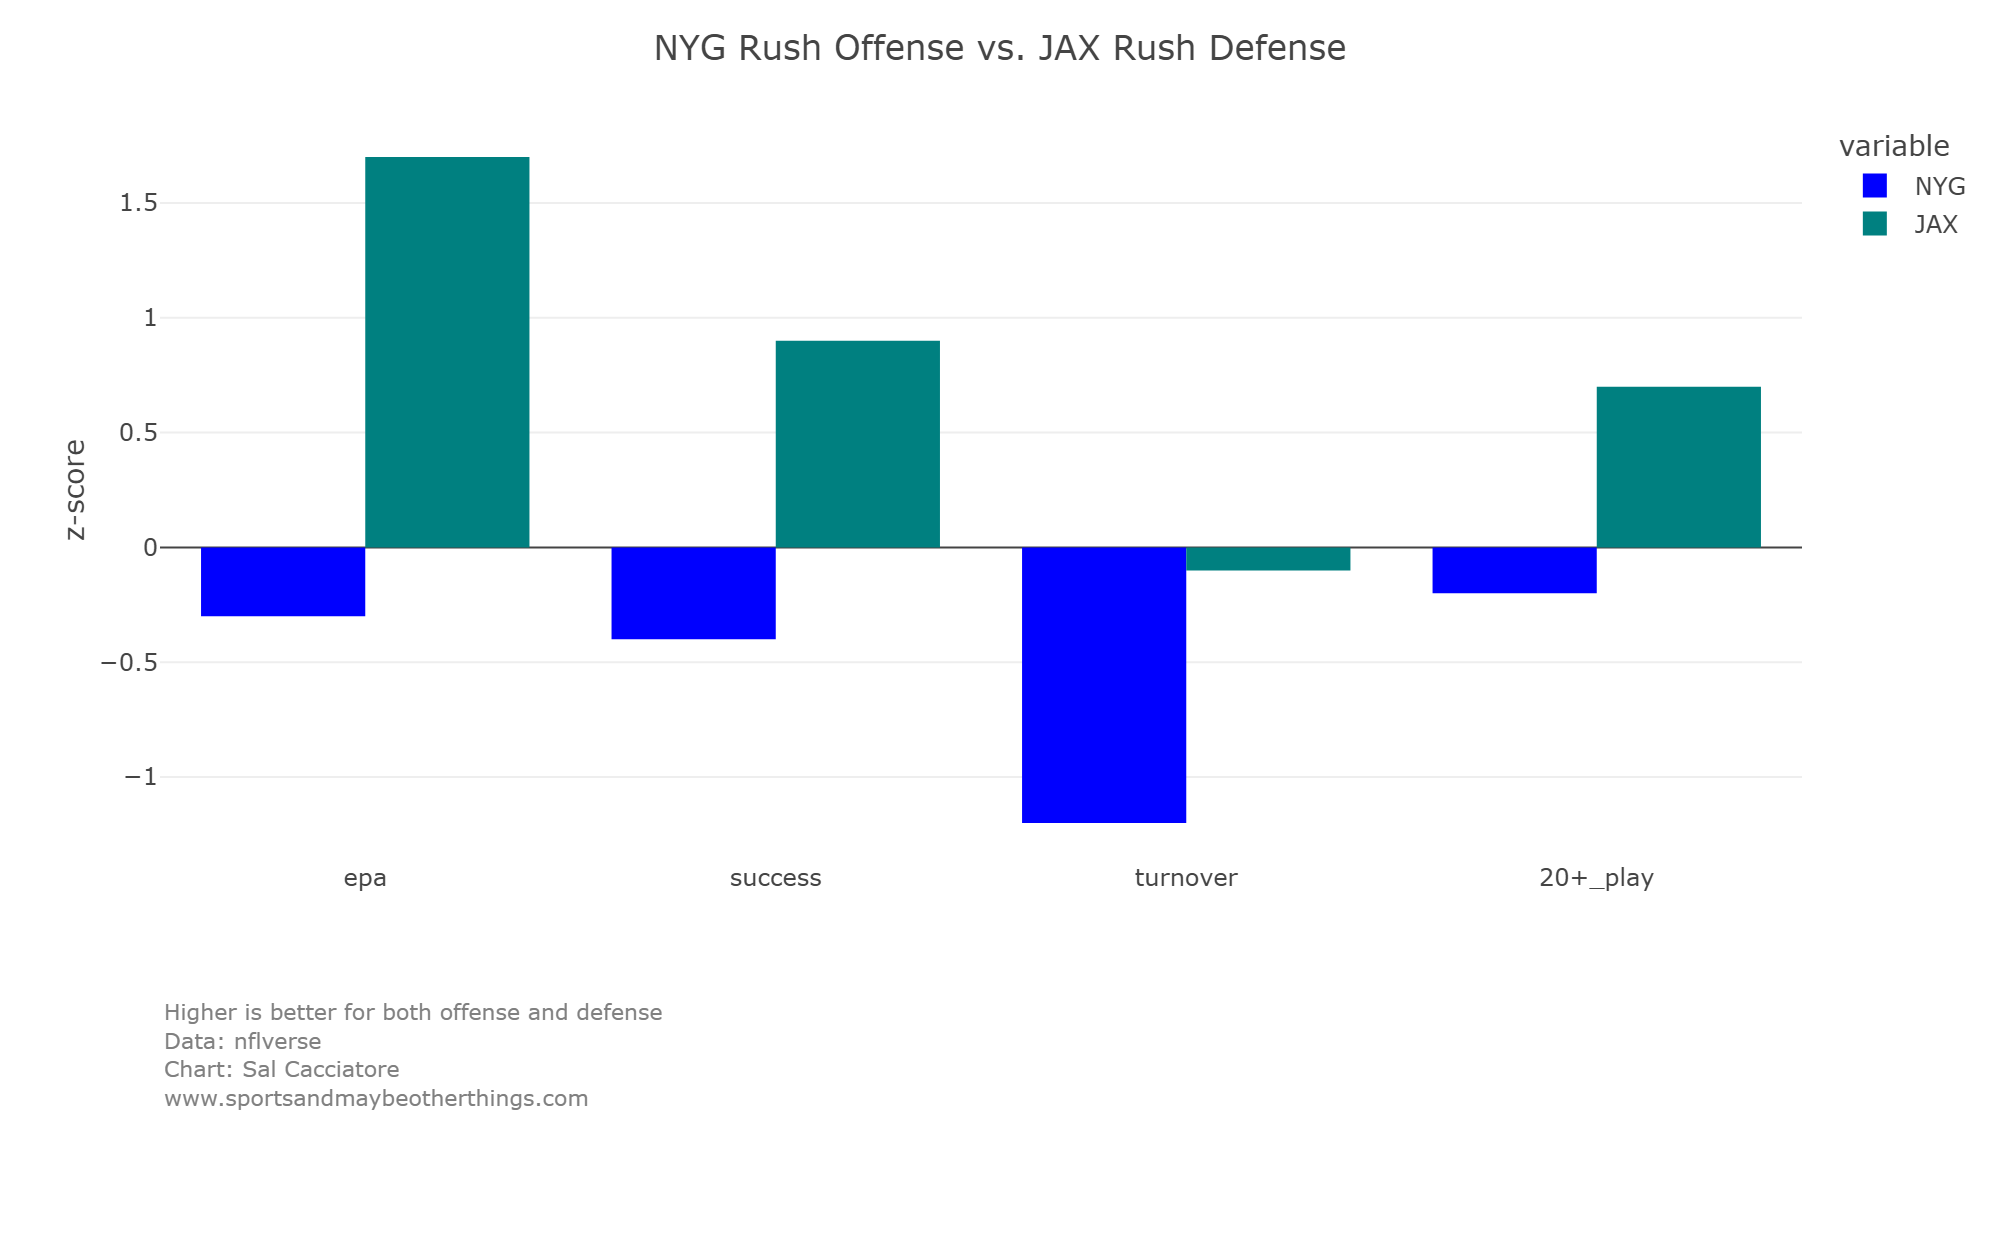 NYG Rush Offense vs. JAX Rush Defense
variable
NYG
JAX
z-score
1.5
1
0.5
0
−0.5
−1
epa
success
turnover
20+_play
Higher is better for both offense and defense
Data: nflverse
Chart: Sal Cacciatore
www.sportsandmaybeotherthings.com